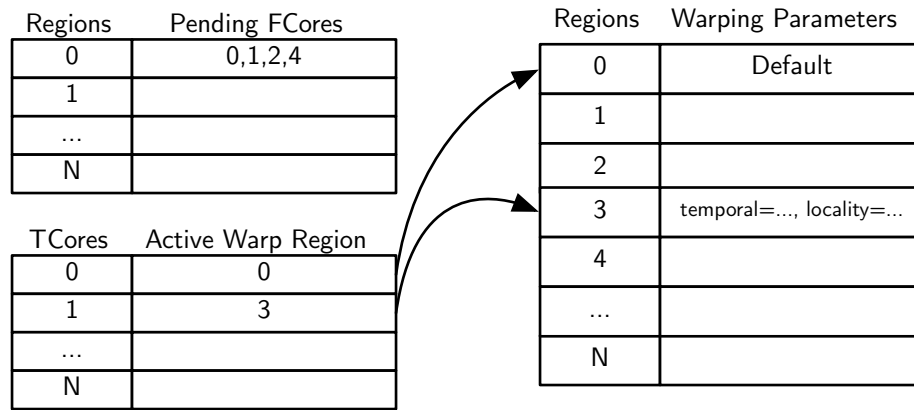 Regions Pending FCores
0 0,1,2,4
1
...
N
TCores Active Warp Region
0 0
1 3
...
N
Regions Warping Parameters
0 Default
1
2
3 temporal=..., locality=...
4
...
N